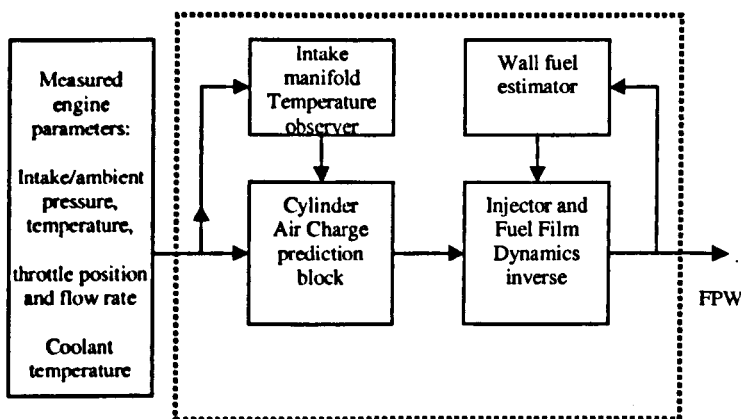 Measured
engine
parameters:
Intake/ambient
pressure,
temperature,
throttle position
and flow rate
Coolant
temperature
Intake
manifold
Temperature
observer
Wall fuel
estimator
Cylinder
Air Charge
prediction
block
Injector and
Fuel Film
Dynamics
inverse
FPW